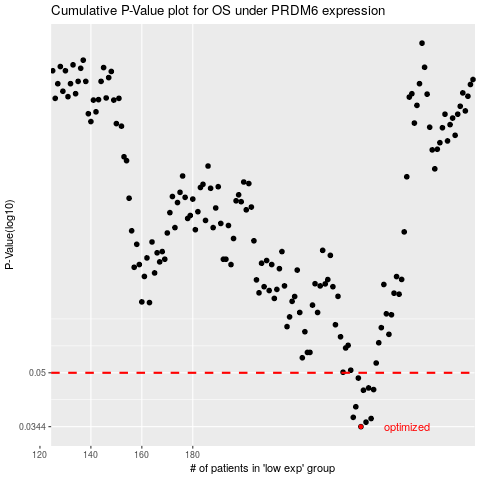 Cumulative P-Value plot for OS under PRDM6 expression
P-Value(log10)
0.05
0.0344
optimized
120 140 160 180
# of patients in 'low exp' group